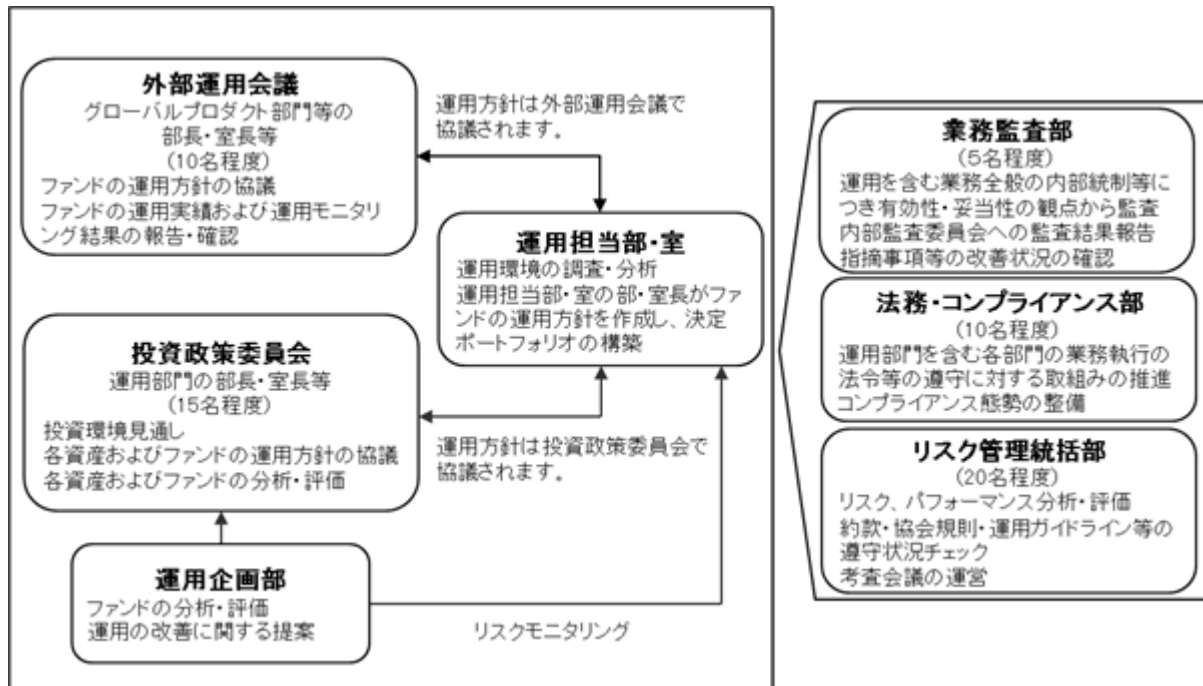 外部運用会議
グローバルプロダクト部門等の
部長・室長等
(10名程度)
ファンドの運用方針の協議
ファンドの運用実績および運用モニタリ
ング結果の報告・確認
運用方針は外部運用会議で
協議されます。
運用担当部・室
運用環境の調査・分析
運用担当部・室の部・室長がファ
ンドの運用方針を作成し、決定
ポートフォリオの構築
投資政策委員会
運用部門の部長・室長等
(15名程度)
投資環境見通し
各資産およびファンドの運用方針の協議
各資産およびファンドの分析・評価
運用方針は投資政策委員会で
協議されます。
運用企画部
ファンドの分析・評価
運用の改善に関する提案
リスクモニタリング
業務監査部
(5名程度)
運用を含む業務全般の内部統制等に
つき有効性・妥当性の観点から監査
内部監査委員会への監査結果報告
指摘事項等の改善状況の確認
法務・コンプライアンス部
(10名程度)
運用部門を含む各部門の業務執行の
法令等の遵守に対する取組みの推進
コンプライアンス態勢の整備
リスク管理統括部
(20名程度)
リスク、パフォーマンス分析・評価
約款・協会規則・運用ガイドライン等の
遵守状況チェック
考査会議の運営